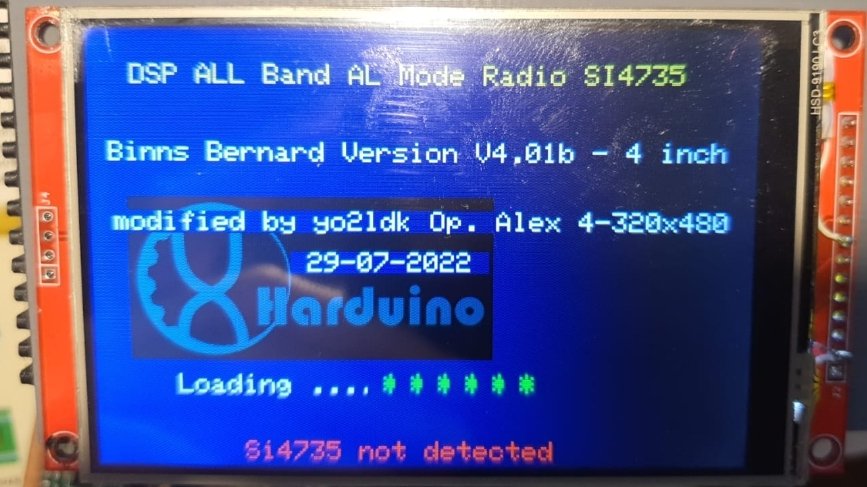 DSP ALL Band AL Mode Radio SI4735
Binns Bernard Version V4.01b - 4 inch
modified by yo2ldk Op. Alex 4-320x480
29-07-2022
Harduino
Loading ....******
Si4735 not detected
J4